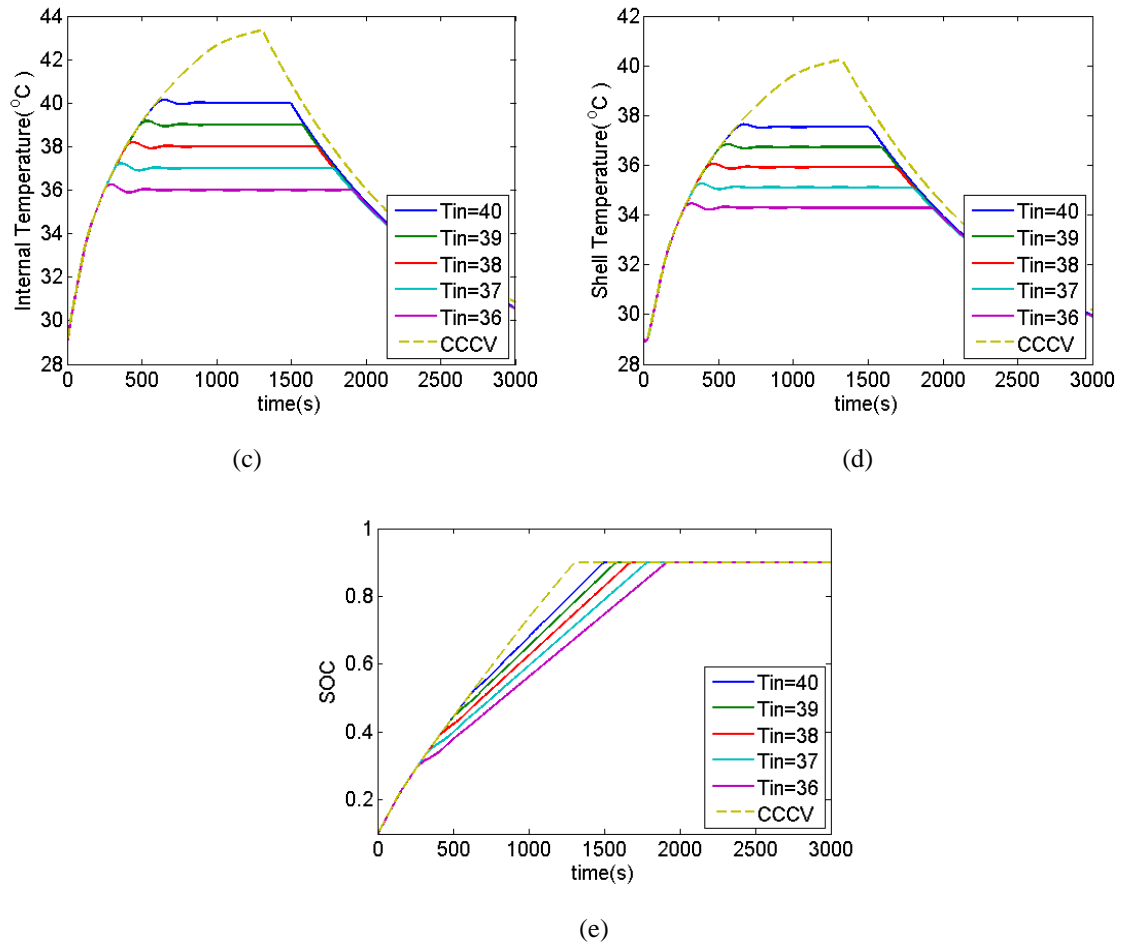 44
42
40
38
36
34
32
30
28
Internal Temperature(°C)
0 500 1000 1500 2000 2500 3000
time(s)
Tin=40
Tin=39
Tin=38
Tin=37
Tin=36
CCCV
(c)
42
40
38
36
34
32
30
28
Shell Temperature(°C)
0 500 1000 1500 2000 2500 3000
time(s)
Tin=40
Tin=39
Tin=38
Tin=37
Tin=36
CCCV
(d)
1
0.8
0.6
0.4
0.2
SOC
0 500 1000 1500 2000 2500 3000
time(s)
Tin=40
Tin=39
Tin=38
Tin=37
Tin=36
CCCV
(e)